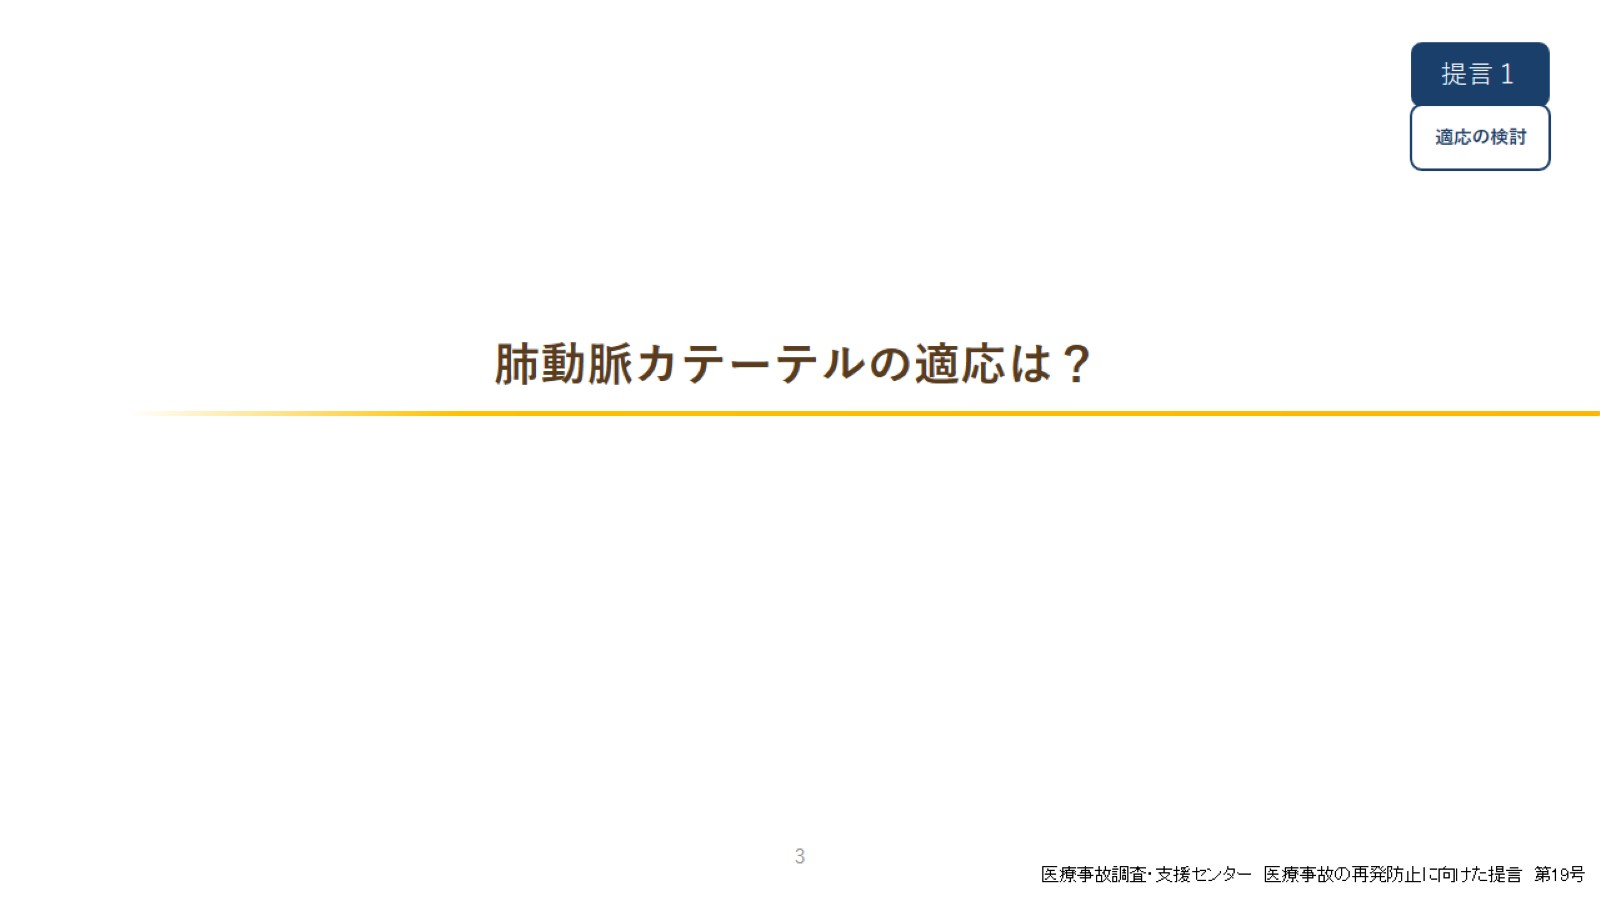 提言１
適応の検討
肺動脈カテーテルの適応は？
3
医療事故調査・支援センター　医療事故の再発防止に向けた提言　第19号